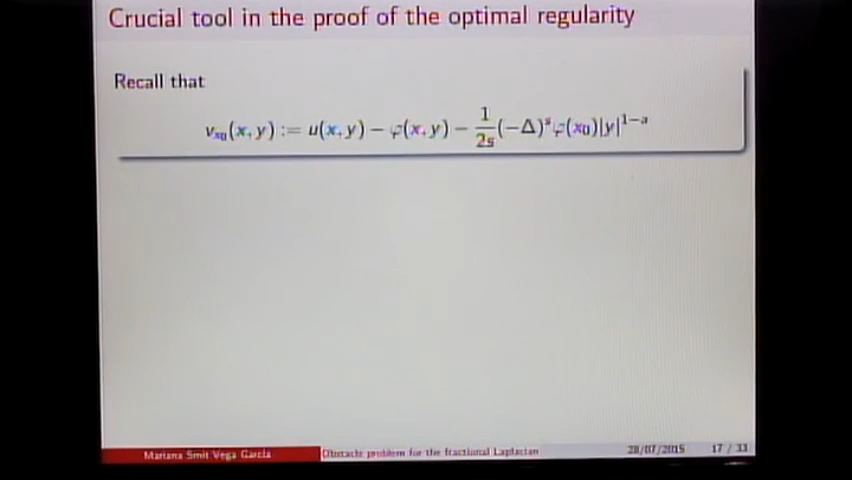 Crucial tool in the proof of the optimal regularity
Recall that
v_{x_0}(x, y) := u(x, y) − φ(x, y) − \frac{1}{2s}(−Δ)^s φ(x_0)|y|^{1−a}
Mariana Smit Vega Garcia Obstacle problem for the fractional Laplacian 28/07/2015 17 / 33